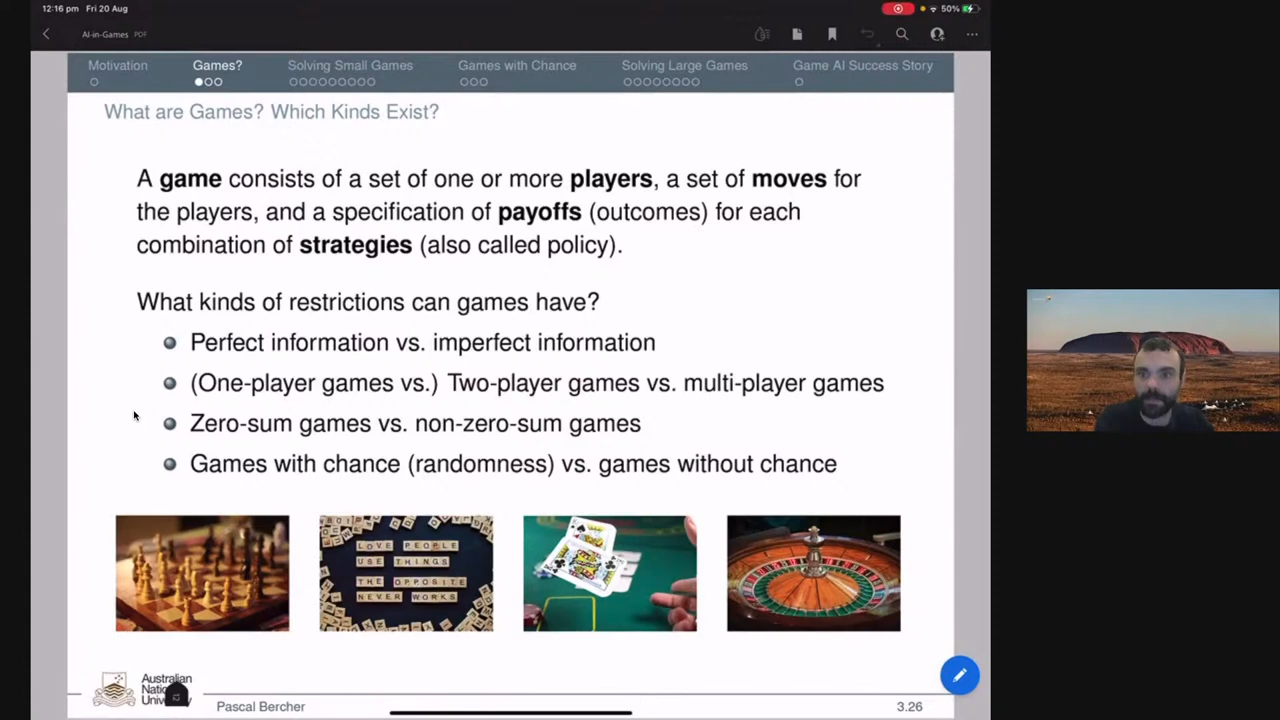 12:16 pm Fri 20 Aug
50%
AI-in-Games PDF
Motivation Games? Solving Small Games Games with Chance Solving Large Games Game AI Success Story
What are Games? Which Kinds Exist?
A game consists of a set of one or more players, a set of moves for
the players, and a specification of payoffs (outcomes) for each
combination of strategies (also called policy).
What kinds of restrictions can games have?
Perfect information vs. imperfect information
(One-player games vs.) Two-player games vs. multi-player games
Zero-sum games vs. non-zero-sum games
Games with chance (randomness) vs. games without chance
LOVE PEOPLE
USE THINGS
THE OPPOSITE
NEVER WORKS
Australian
Pascal Bercher
3.26